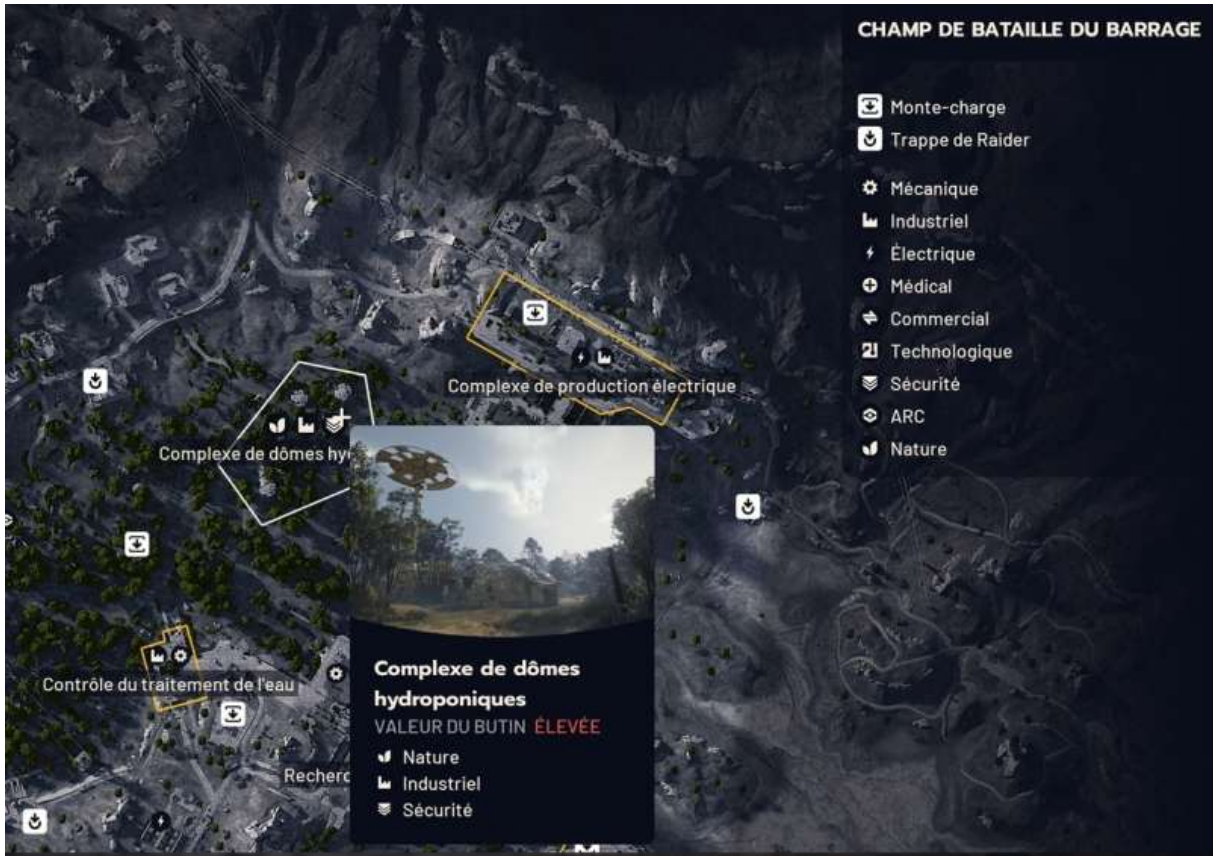 CHAMP DE BATAILLE DU BARRAGE
Monte-charge
Trappe de Raider
Mécanique
Industriel
Électrique
Médical
Commercial
Technologique
Sécurité
ARC
Nature
Complexe de production électrique
Complexe de dômes hy
Contrôle du traitement de l'eau
Recherc
Complexe de dômes
hydroponiques
VALEUR DU BUTIN ÉLEVÉE
Nature
Industriel
Sécurité